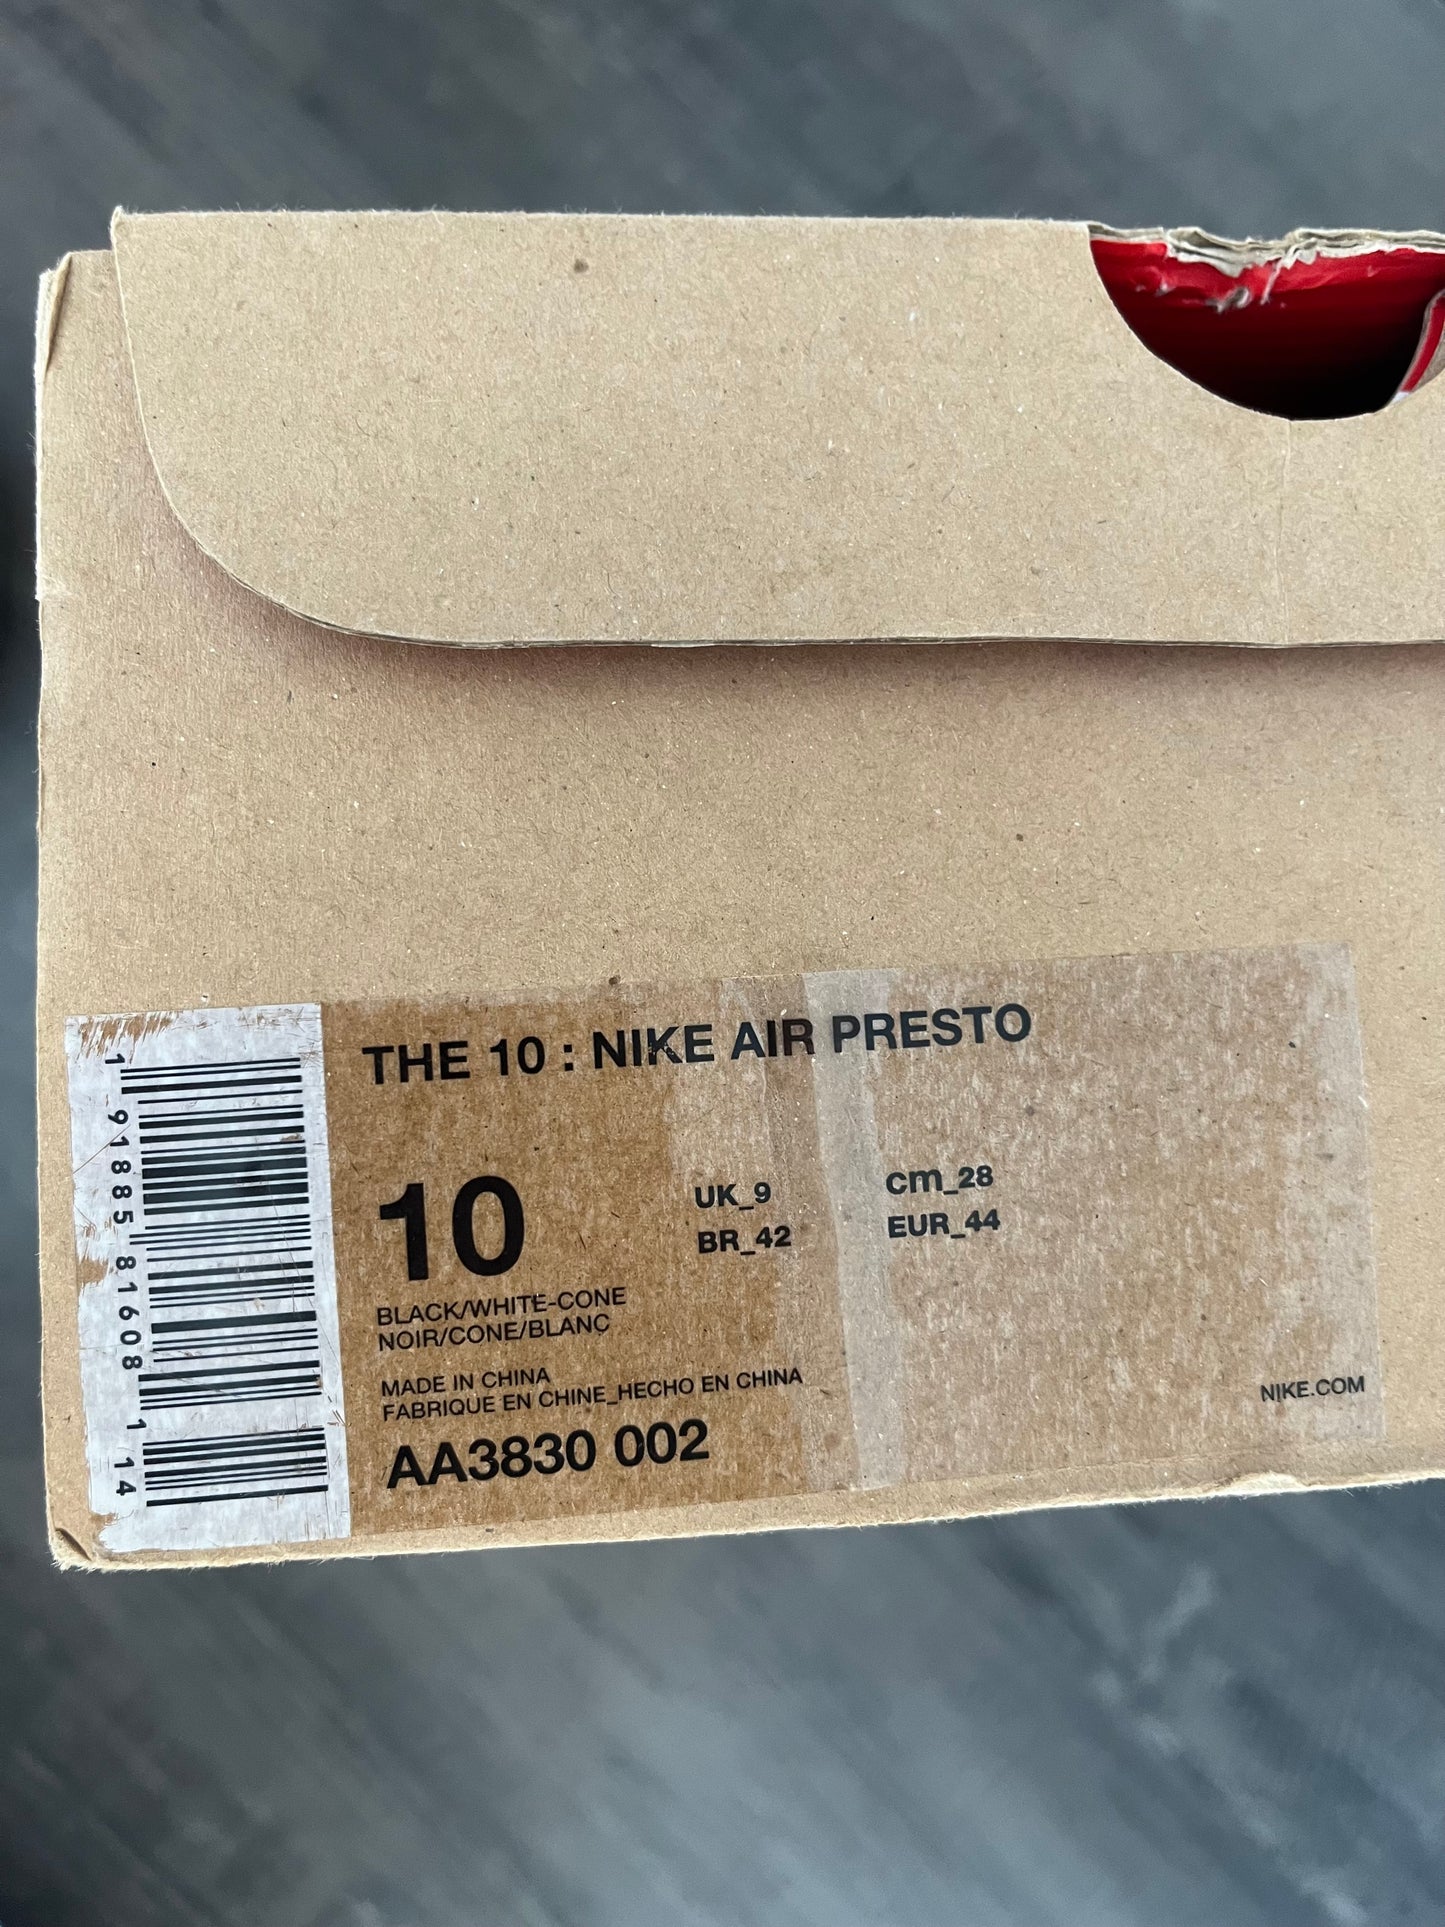 THE 10 : NIKE AIR PRESTO
10
UK_9
cm_28
BR_42
EUR_44
BLACK/WHITE-CONE
NOIR/CONE/BLANC
MADE IN CHINA
FABRIQUE EN CHINE_HECHO EN CHINA
AA3830 002
NIKE.COM
1 91885 81608 1 14